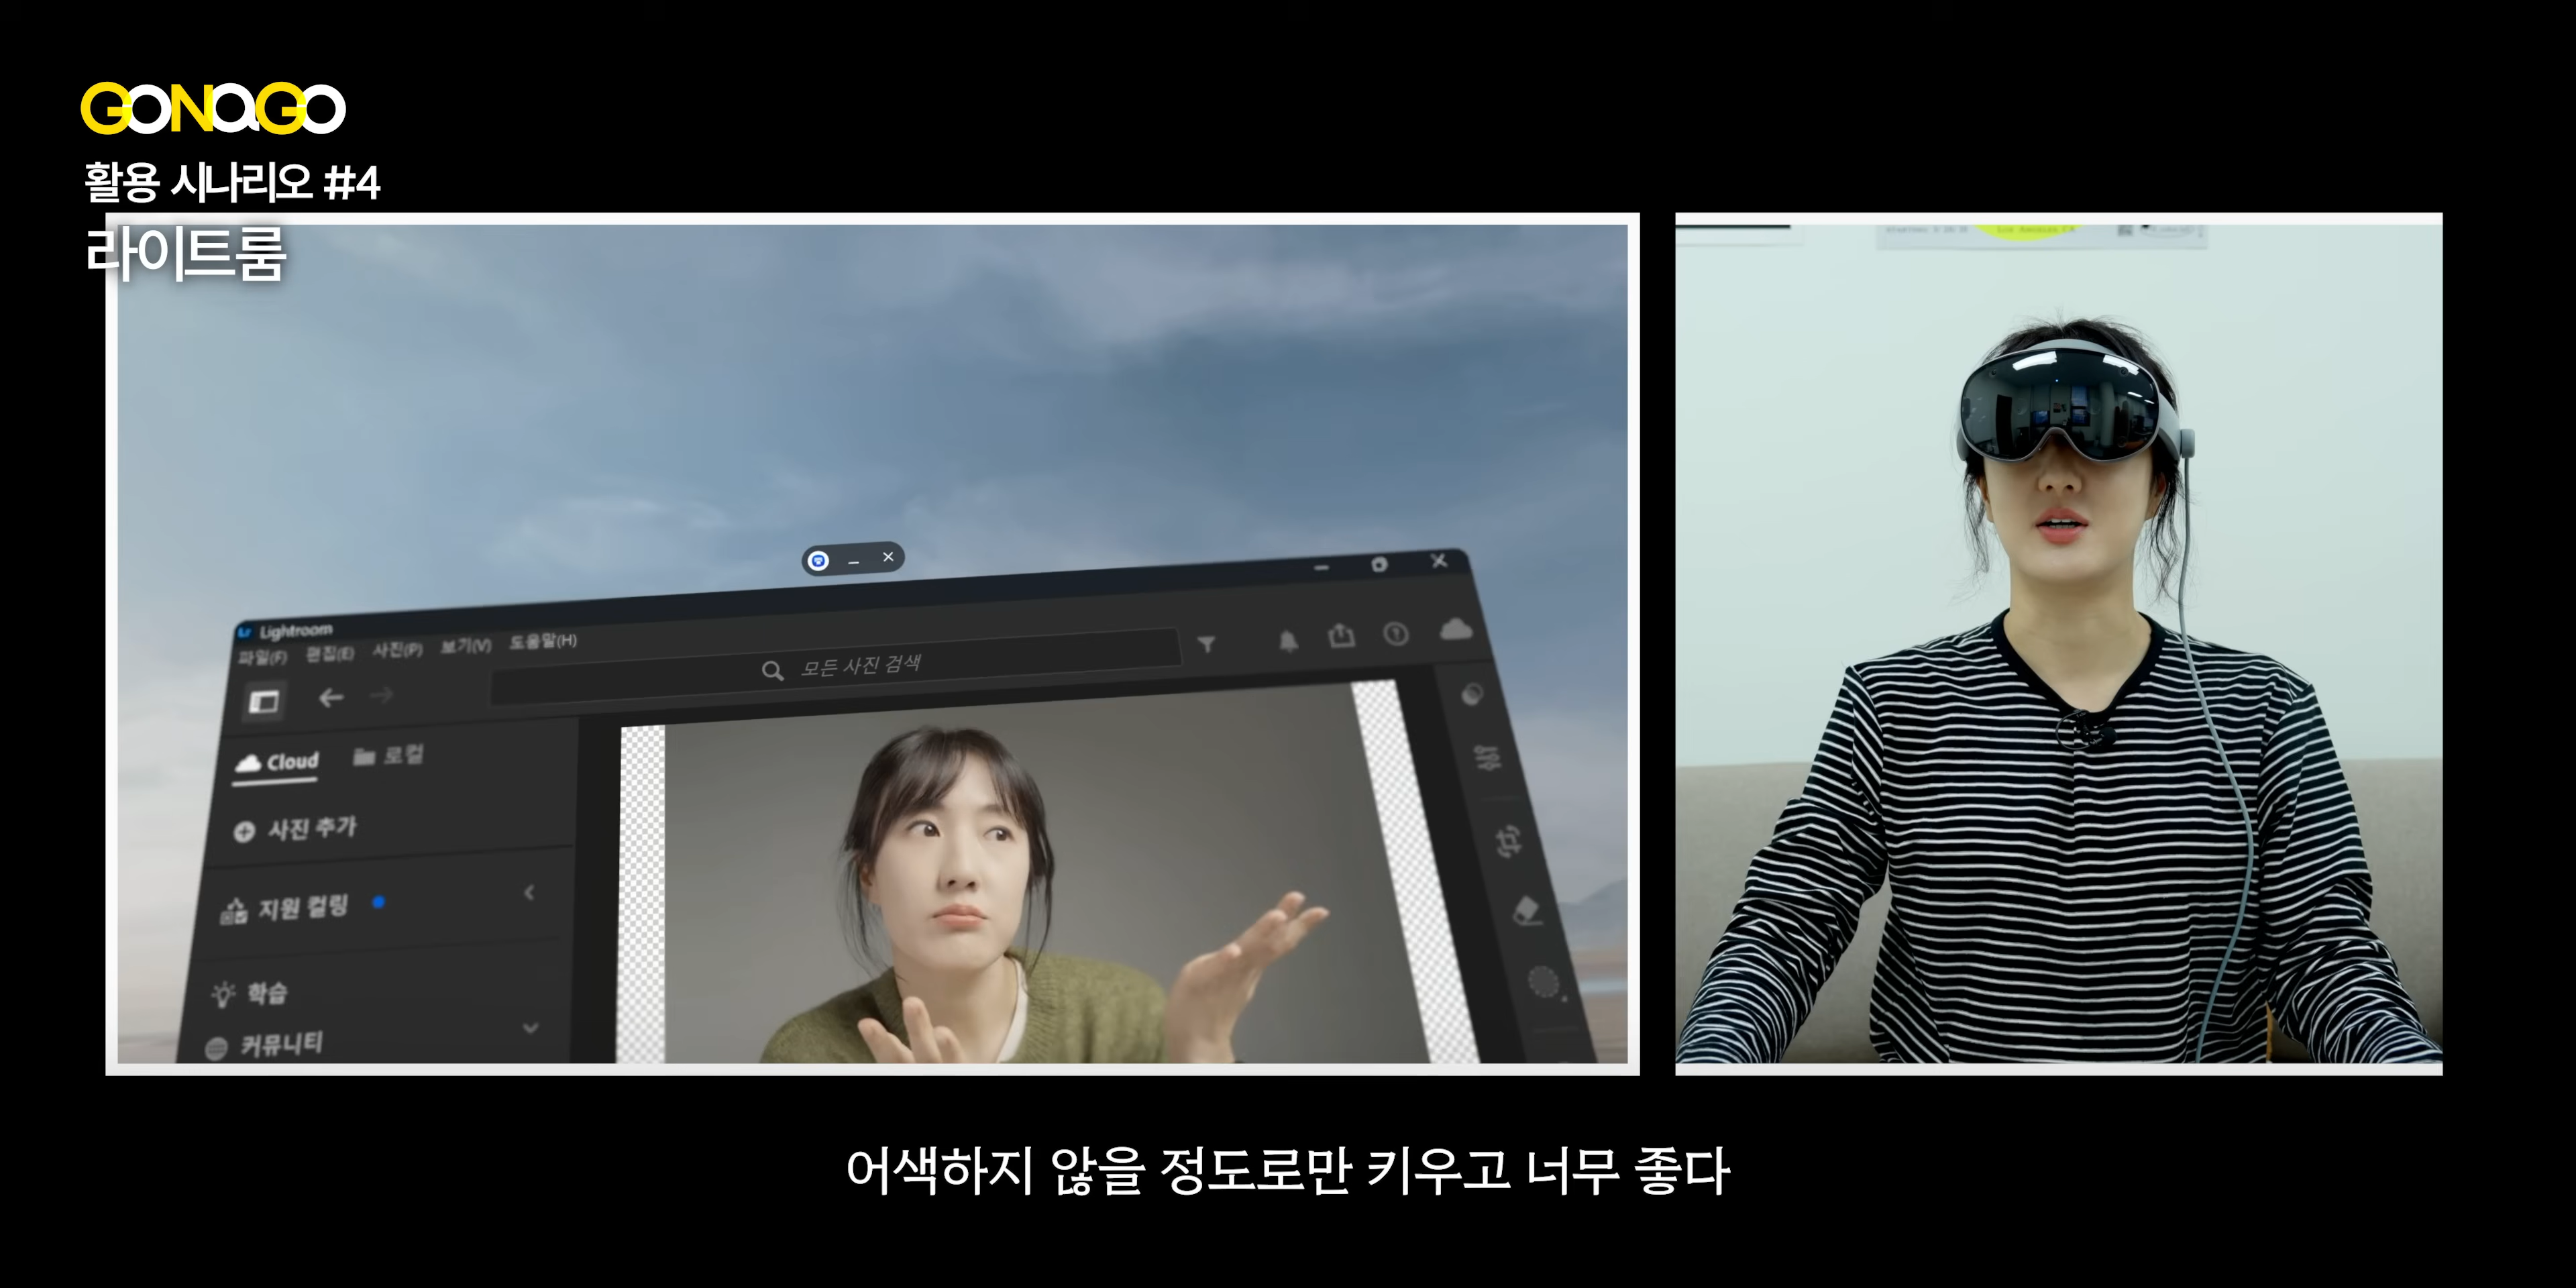 GONaGO
활용 시나리오 #4
라이트룸
Lr Lightroom
파일(F) 편집(E) 사진(P) 보기(V) 도움말(H)
모든 사진 검색
Cloud 로컬
사진 추가
지원 컬링
학습
커뮤니티
어색하지 않을 정도로만 키우고 너무 좋다